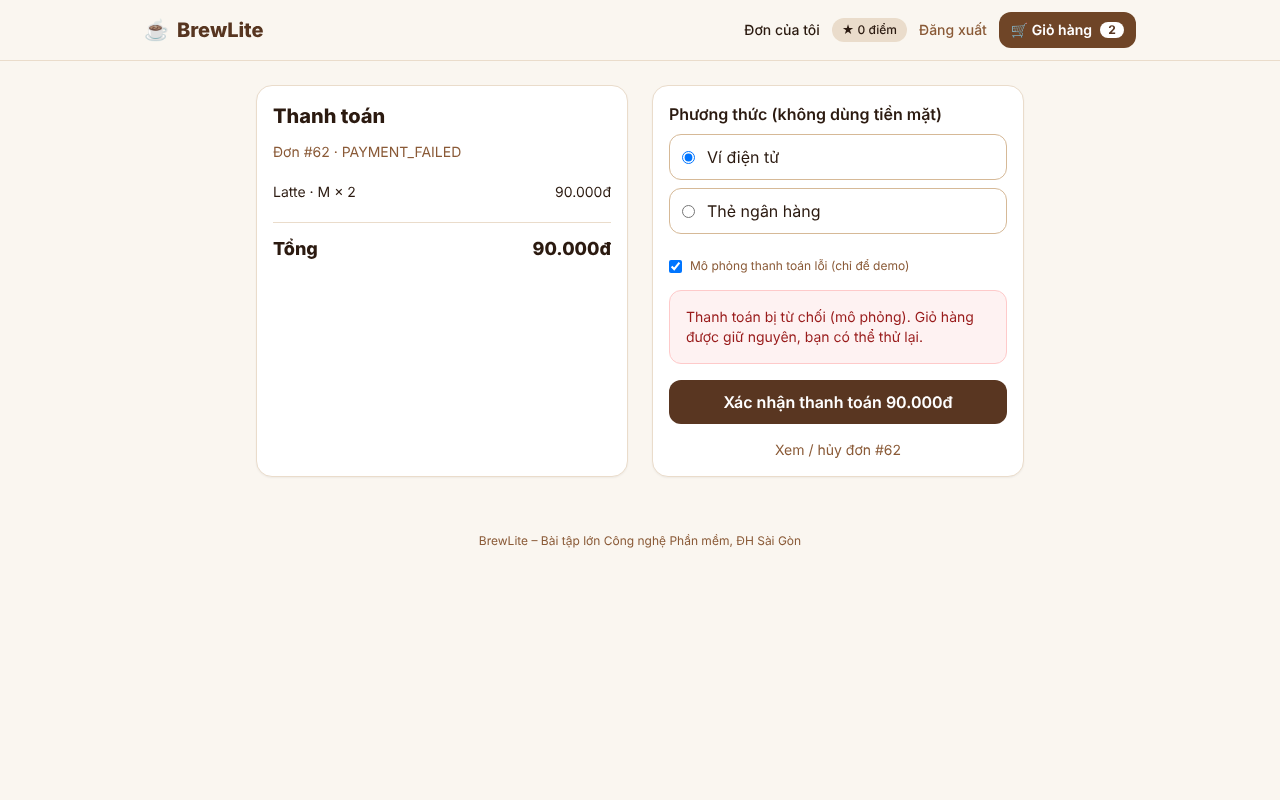 ☕ BrewLite
Đơn của tôi
★ 0 điểm
Đăng xuất
🛒 Giỏ hàng 2
Thanh toán
Đơn #62 · PAYMENT_FAILED
Latte · M × 2 90.000đ
Tổng 90.000đ
Phương thức (không dùng tiền mặt)
Ví điện tử
Thẻ ngân hàng
Mô phỏng thanh toán lỗi (chỉ để demo)
Thanh toán bị từ chối (mô phỏng). Giỏ hàng
được giữ nguyên, bạn có thể thử lại.
Xác nhận thanh toán 90.000đ
Xem / hủy đơn #62
BrewLite – Bài tập lớn Công nghệ Phần mềm, ĐH Sài Gòn